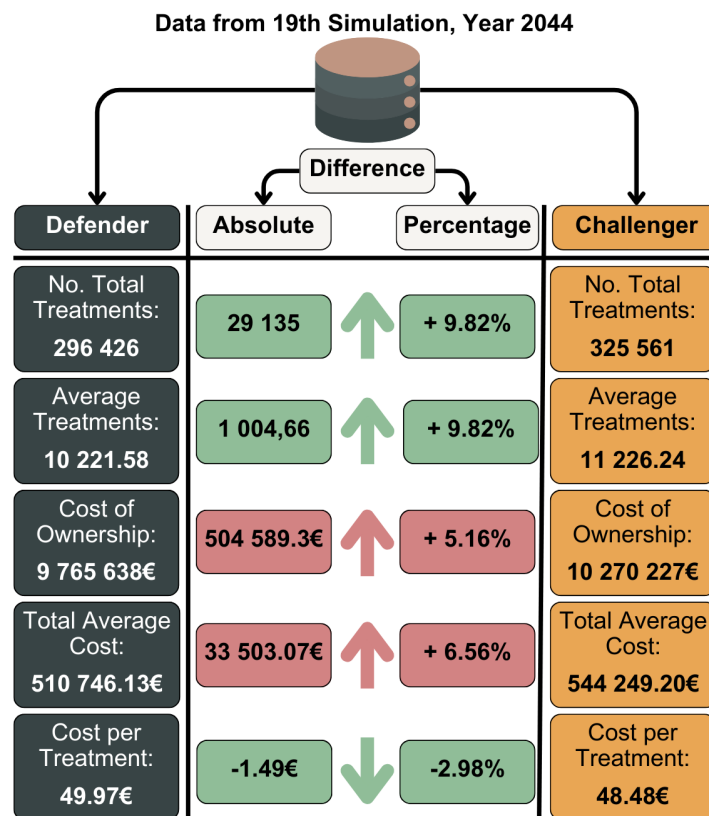 Data from 19th Simulation, Year 2044
Difference
Defender
Absolute
Percentage
Challenger
No. Total
Treatments:
296 426
29 135
+ 9.82%
No. Total
Treatments:
325 561
Average
Treatments:
10 221.58
1 004,66
+ 9.82%
Average
Treatments:
11 226.24
Cost of
Ownership:
9 765 638€
504 589.3€
+ 5.16%
Cost of
Ownership:
10 270 227€
Total Average
Cost:
510 746.13€
33 503.07€
+ 6.56%
Total Average
Cost:
544 249.20€
Cost per
Treatment:
49.97€
-1.49€
-2.98%
Cost per
Treatment:
48.48€